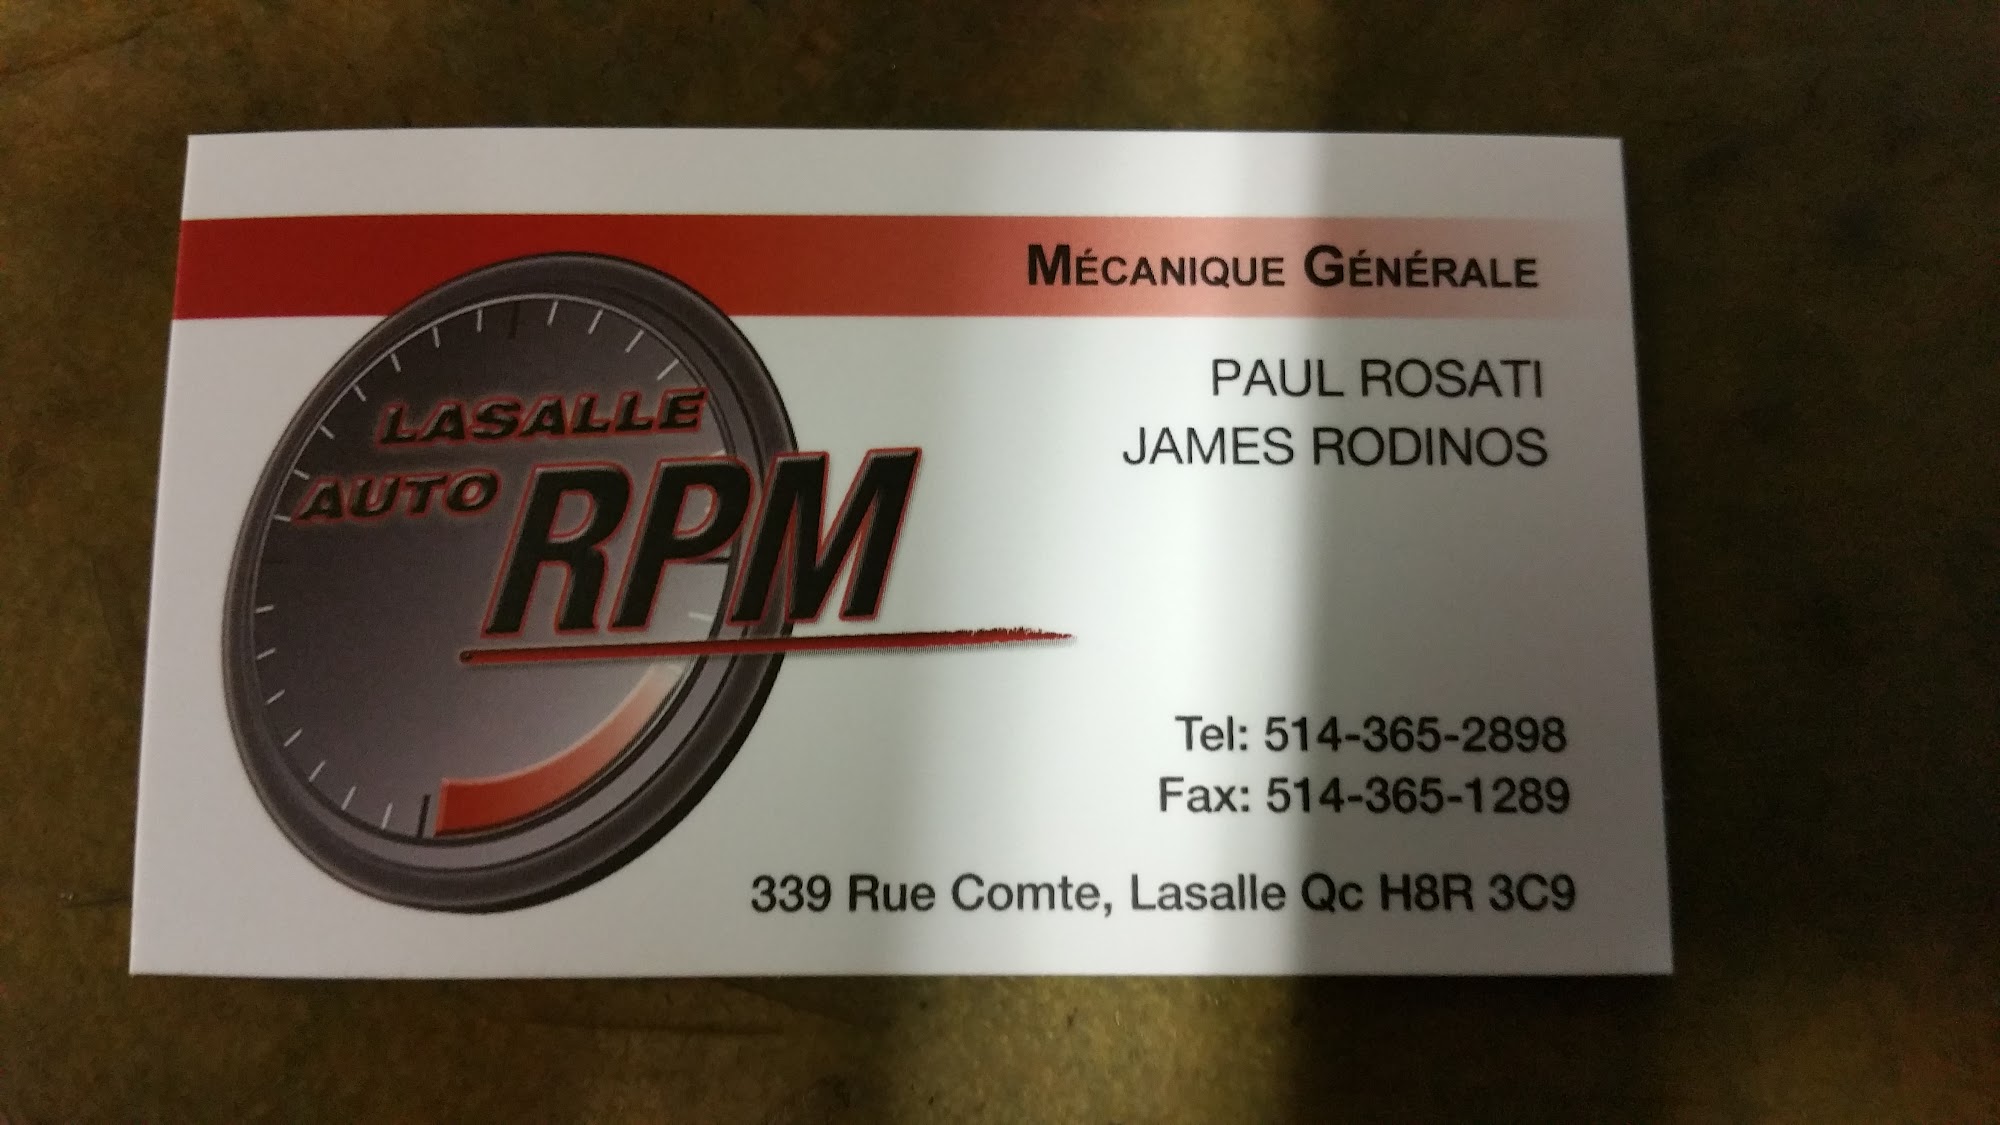 MÉCANIQUE GÉNÉRALE
LASALLE
AUTO RPM
PAUL ROSATI
JAMES RODINOS
Tel: 514-365-2898
Fax: 514-365-1289
339 Rue Comte, Lasalle Qc H8R 3C9